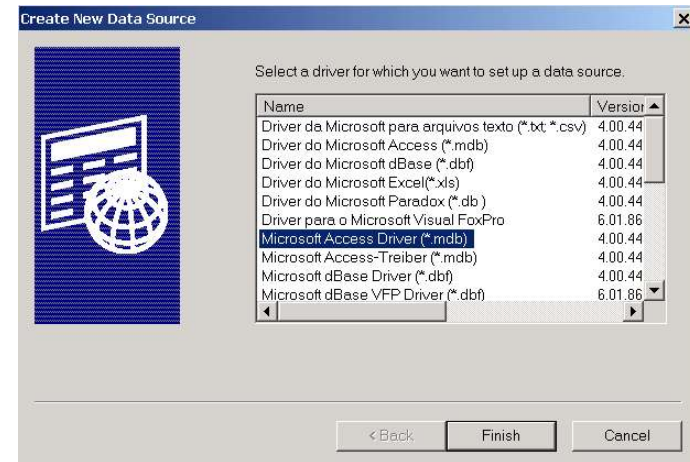 Create New Data Source
Select a driver for which you want to set up a data source.
Name Version
Driver da Microsoft para arquivos texto (*.txt; *.csv) 4.00.44
Driver do Microsoft Access (*.mdb) 4.00.44
Driver do Microsoft dBase (*.dbf) 4.00.44
Driver do Microsoft Excel(*.xls) 4.00.44
Driver do Microsoft Paradox (*.db ) 4.00.44
Driver para o Microsoft Visual FoxPro 6.01.86
Microsoft Access Driver (*.mdb) 4.00.44
Microsoft Access-Treiber (*.mdb) 4.00.44
Microsoft dBase Driver (*.dbf) 4.00.44
Microsoft dBase VFP Driver (*.dbf) 6.01.86
< Back Finish Cancel